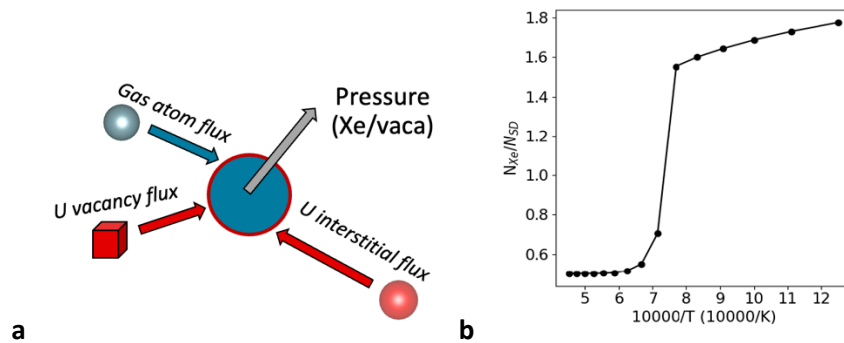 Gas atom flux
Pressure
(Xe/vaca)
U vacancy flux
U interstitial flux
a
b
1.8
1.6
1.4
1.2
1.0
0.8
0.6
N_Xe/N_SD
5 6 7 8 9 10 11 12
10000/T (10000/K)